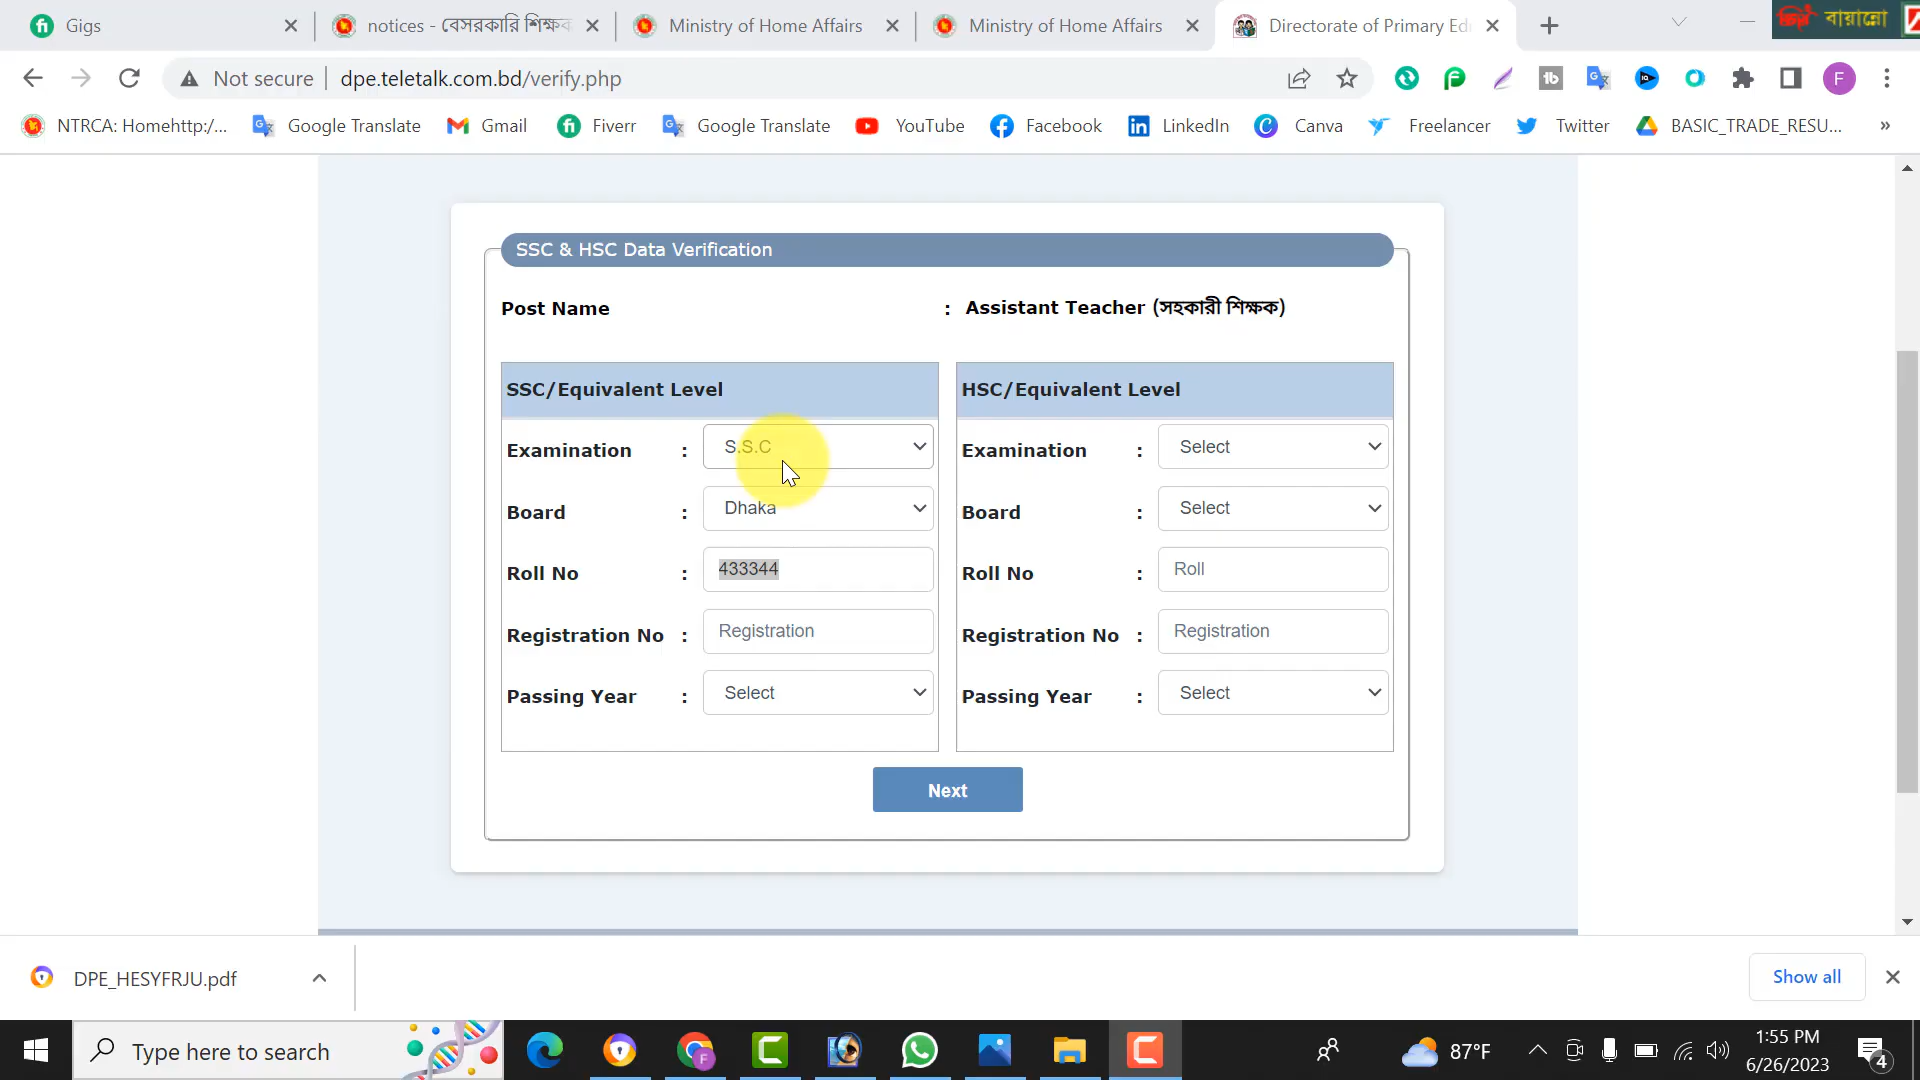 Gigs
notices - বেসরকারি শিক্ষক
Ministry of Home Affairs
Ministry of Home Affairs
Directorate of Primary Ed
বায়ান্নো
Not secure
dpe.teletalk.com.bd/verify.php
F
NTRCA: Homehttp:/...
Google Translate
Gmail
Fiverr
Google Translate
YouTube
Facebook
LinkedIn
Canva
Freelancer
Twitter
BASIC_TRADE_RESU...
»
SSC & HSC Data Verification
Post Name : Assistant Teacher (সহকারী শিক্ষক)
SSC/Equivalent Level
Examination : S.S.C
Board : Dhaka
Roll No : 433344
Registration No : Registration
Passing Year : Select
HSC/Equivalent Level
Examination : Select
Board : Select
Roll No : Roll
Registration No : Registration
Passing Year : Select
Next
DPE_HESYFRJU.pdf
Show all
Type here to search
87°F
1:55 PM
6/26/2023
4